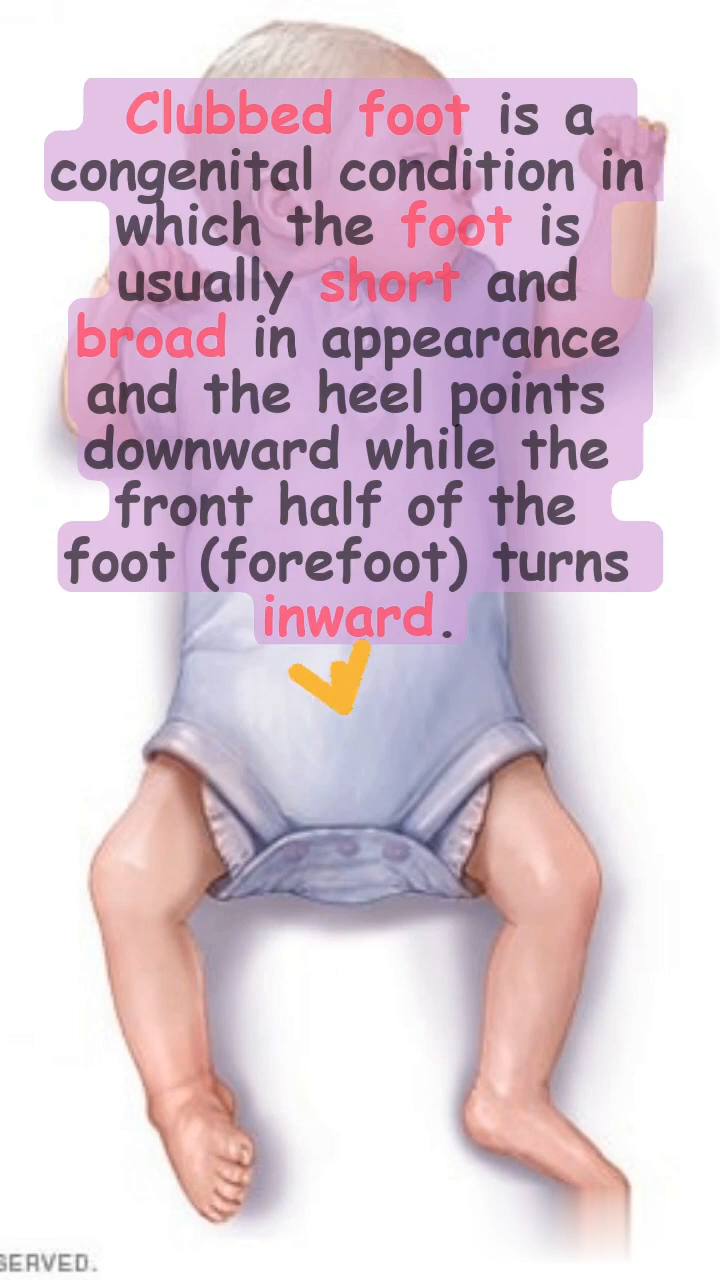 Clubbed foot is a
congenital condition in
which the foot is
usually short and
broad in appearance
and the heel points
downward while the
front half of the
foot (forefoot) turns
inward.
SERVED.